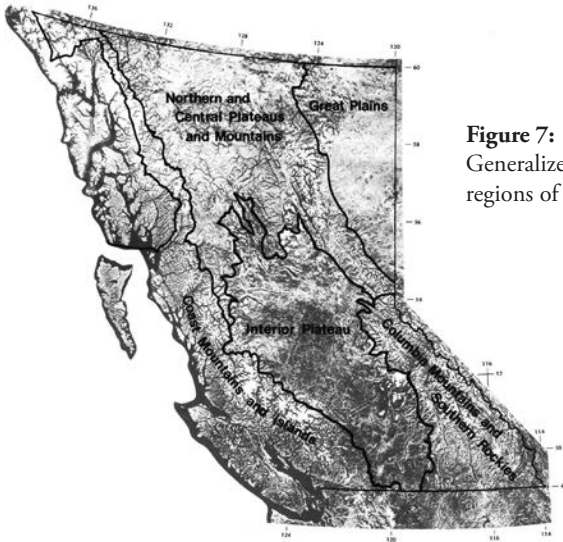 136
132
128
124
120
60
Northern and
Central Plateaus
and Mountains
Great Plains
58
56
Figure 7:
Generalize
regions of
Interior Plateau
Coast Mountains and Islands
Columbia Mountains and
Southern Rockies
116
114
124
120
116
114